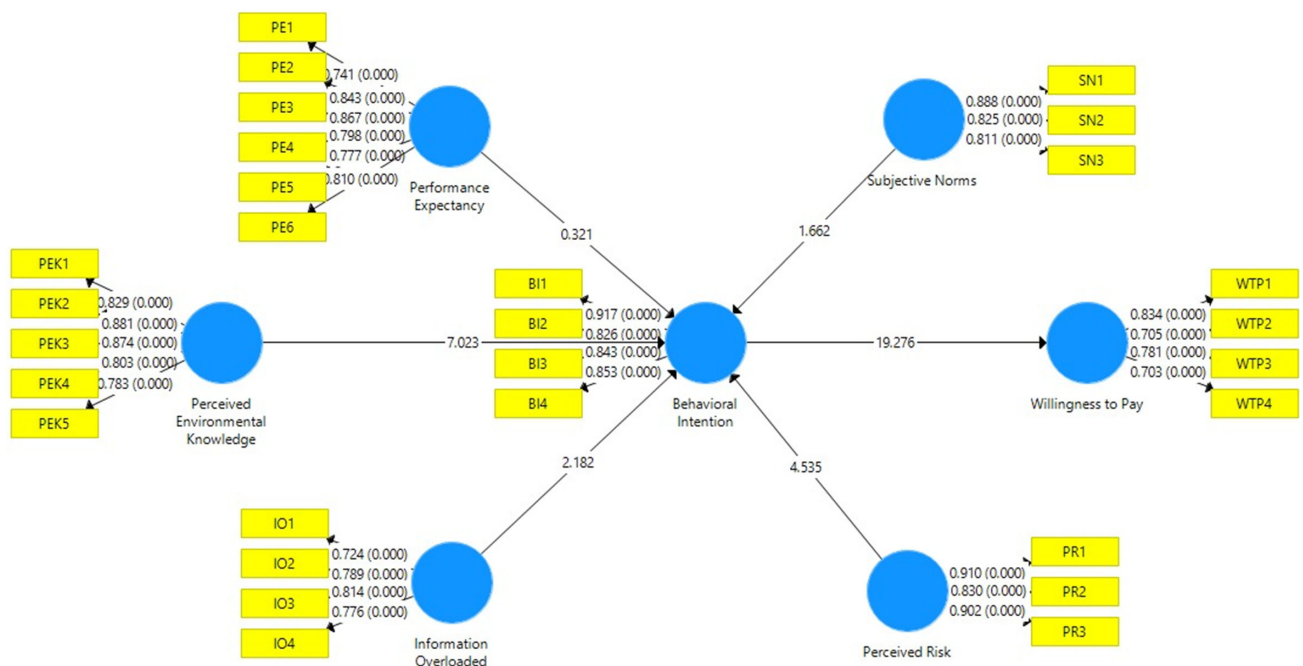 PE1
PE2
PE3
PE4
PE5
PE6
0.741 (0.000)
0.843 (0.000)
0.867 (0.000)
0.798 (0.000)
0.777 (0.000)
0.810 (0.000)
Performance
Expectancy
SN1
SN2
SN3
0.888 (0.000)
0.825 (0.000)
0.811 (0.000)
Subjective Norms
0.321
1.662
PEK1
PEK2
PEK3
PEK4
PEK5
0.829 (0.000)
0.881 (0.000)
0.874 (0.000)
0.803 (0.000)
0.783 (0.000)
Perceived
Environmental
Knowledge
7.023
BI1
BI2
BI3
BI4
0.917 (0.000)
0.826 (0.000)
0.843 (0.000)
0.853 (0.000)
Behavioral
Intention
19.276
WTP1
WTP2
WTP3
WTP4
0.834 (0.000)
0.705 (0.000)
0.781 (0.000)
0.703 (0.000)
Willingness to Pay
2.182
4.535
IO1
IO2
IO3
IO4
0.724 (0.000)
0.789 (0.000)
0.814 (0.000)
0.776 (0.000)
Information
Overloaded
PR1
PR2
PR3
0.910 (0.000)
0.830 (0.000)
0.902 (0.000)
Perceived Risk